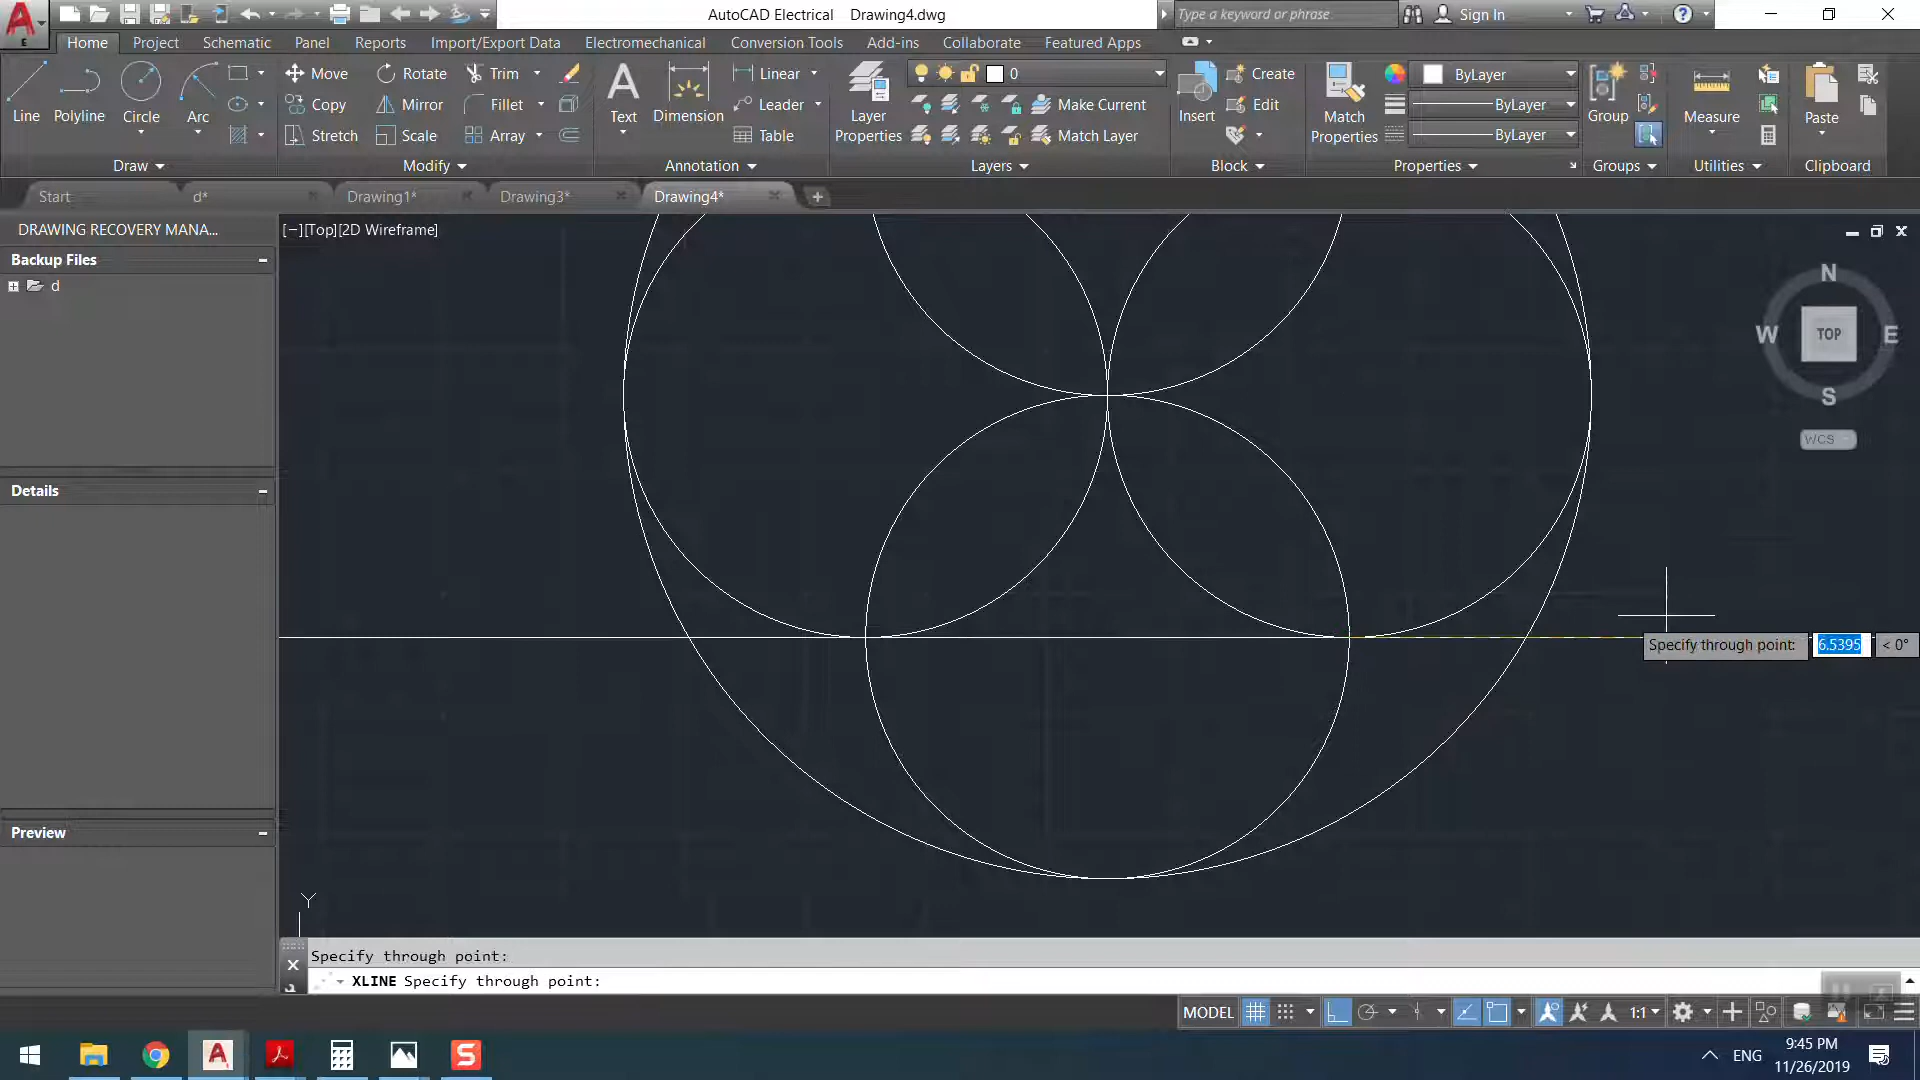 AutoCAD Electrical Drawing4.dwg
Type a keyword or phrase
Sign In
Home Project Schematic Panel Reports Import/Export Data Electromechanical Conversion Tools Add-ins Collaborate Featured Apps
Line Polyline Circle Arc
Draw
Move Rotate Trim
Copy Mirror Fillet
Stretch Scale Array
Modify
Text Dimension
Linear
Leader
Table
Annotation
Layer Properties
0
Make Current
Match Layer
Layers
Insert
Create
Edit
Block
Match Properties
ByLayer
ByLayer
ByLayer
Properties
Group
Groups
Measure
Utilities
Paste
Clipboard
Start d* Drawing1* Drawing3* Drawing4*
DRAWING RECOVERY MANA...
Backup Files
d
Details
Preview
[−][Top][2D Wireframe]
N
W TOP E
S
WCS
Specify through point: 6.5395 < 0°
Y
Specify through point:
XLINE Specify through point:
MODEL 1:1
ENG
9:45 PM
11/26/2019